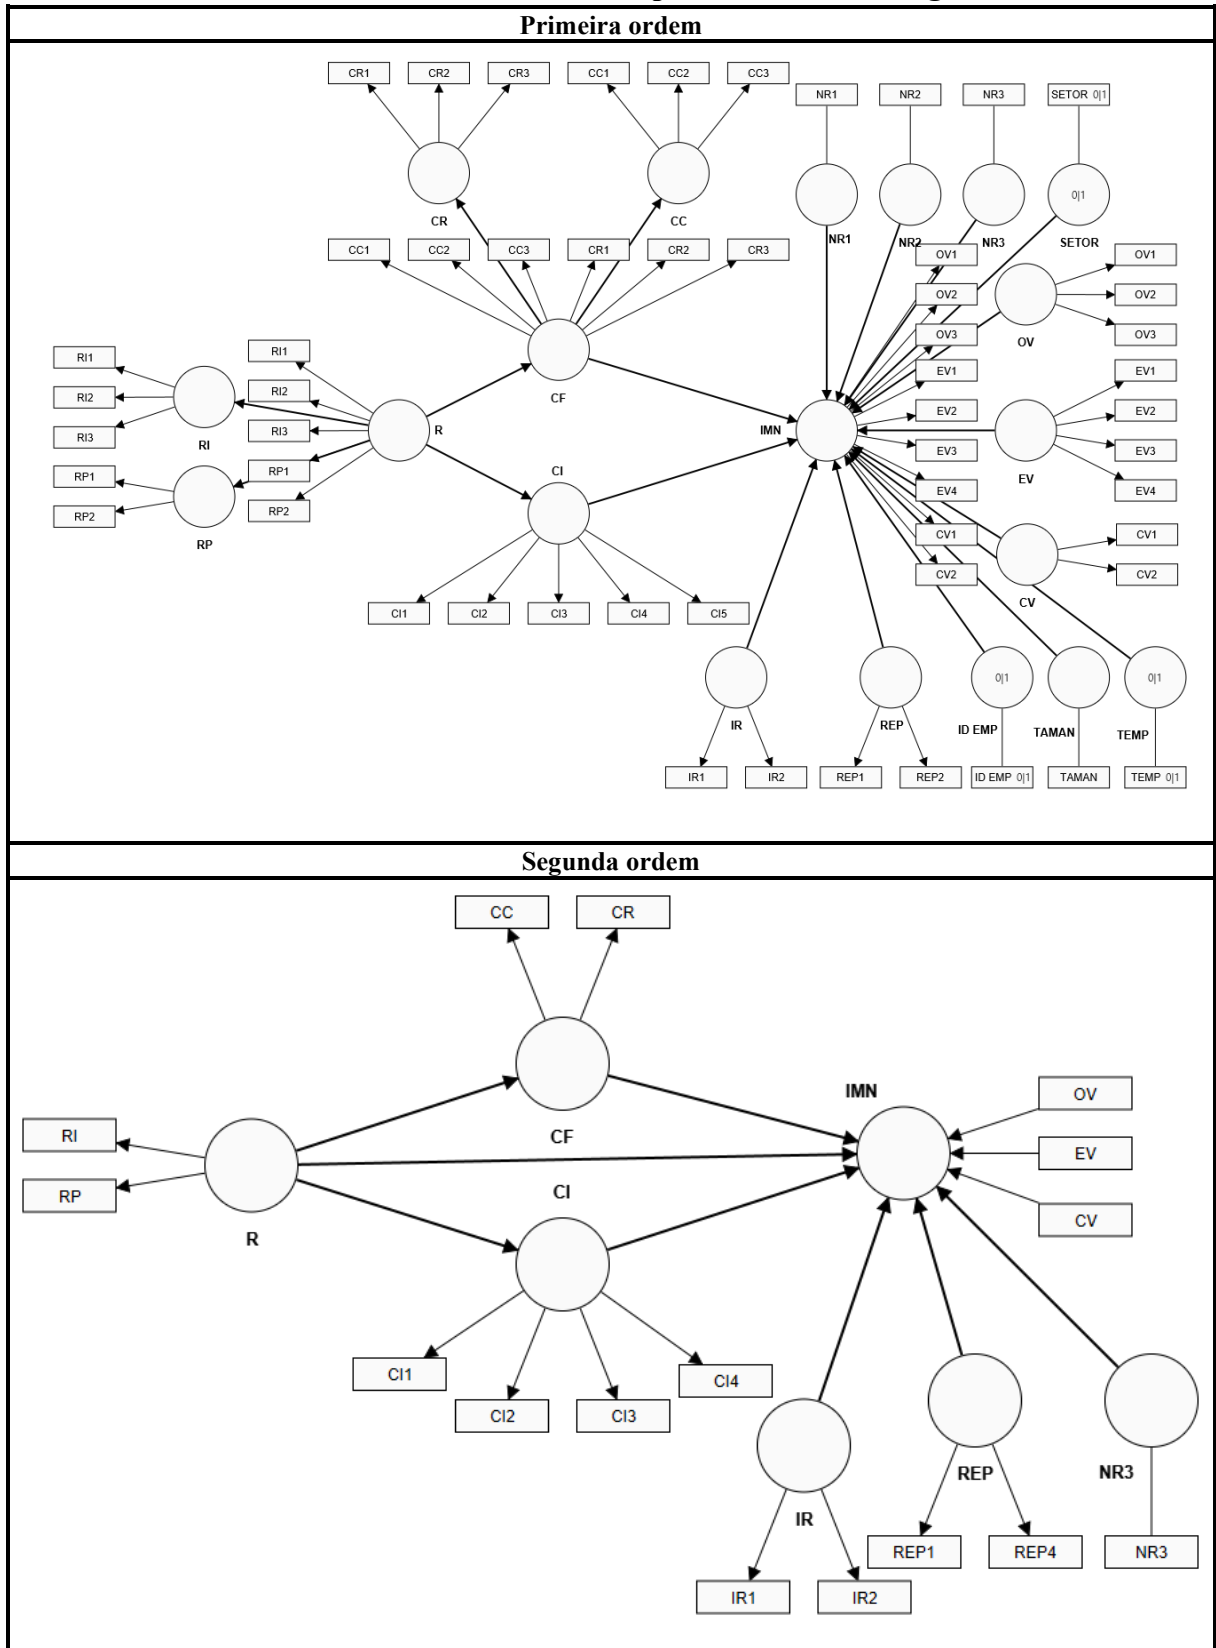 Primeira ordem
CR1 CR2 CR3 CC1 CC2 CC3
NR1 NR2 NR3 SETOR 0|1
0|1
CR CC
NR1 NR2 NR3 SETOR
CC1 CC2 CC3 CR1 CR2 CR3
OV1 OV1
OV2 OV2
OV3 OV3
OV
RI1 RI1
EV1 EV1
RI2 RI2
CF
EV2 EV2
RI3 RI3
R IMN
RI
EV3 EV3
RP1 RP1
CI
EV
EV4 EV4
RP2 RP2
RP
CV1 CV1
CV2 CV2
CV
CI1 CI2 CI3 CI4 CI5
0|1 0|1
IR REP ID EMP TAMAN TEMP
IR1 IR2 REP1 REP2 ID EMP 0|1 TAMAN TEMP 0|1
Segunda ordem
CC CR
IMN
OV
RI
CF
EV
RP
CI
CV
R
CI1
CI4
CI2 CI3
REP NR3
IR
REP1 REP4 NR3
IR1 IR2